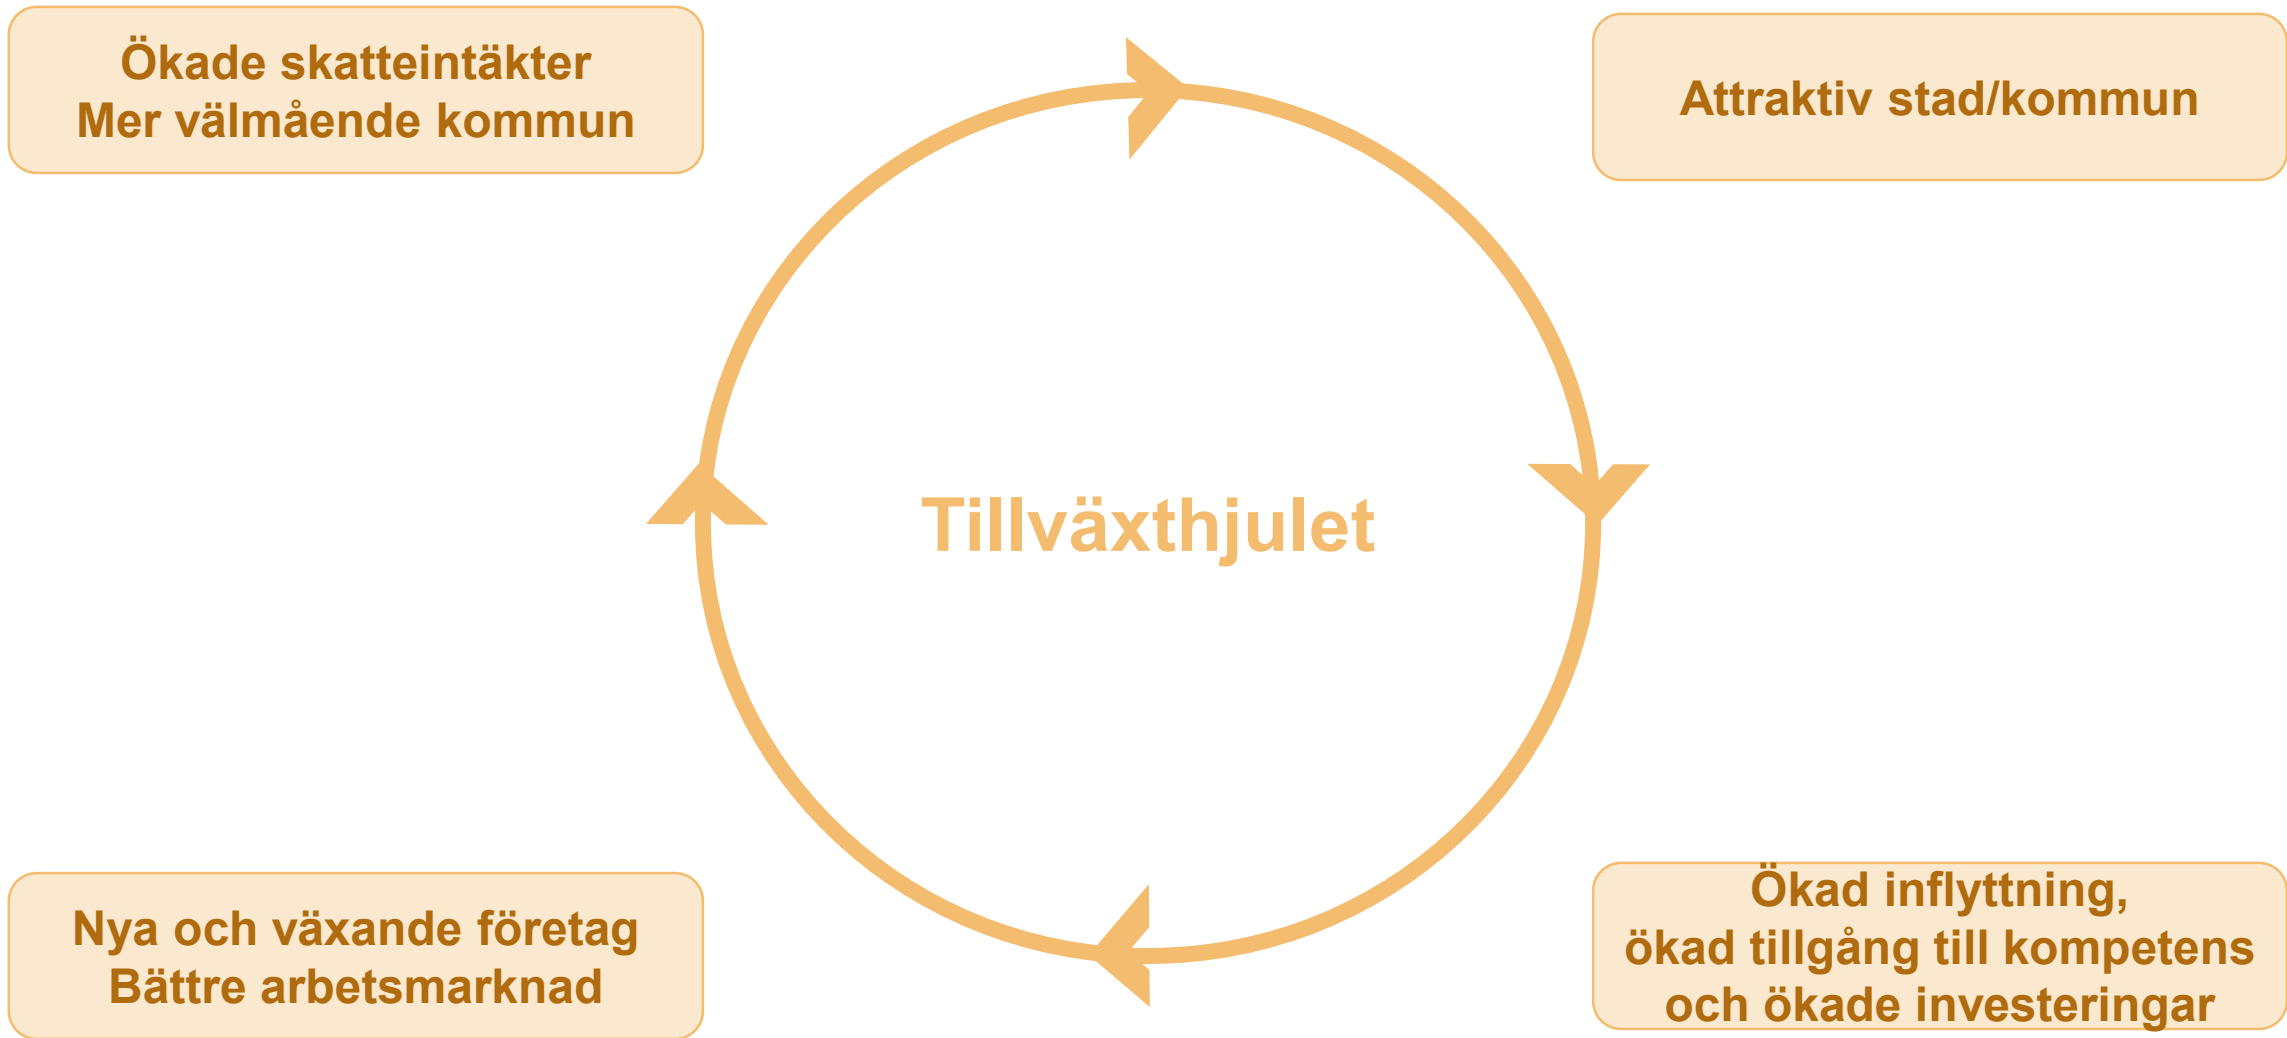 Ökade skatteintäkter
Mer välmående kommun
Attraktiv stad/kommun
Tillväxthjulet
Nya och växande företag
Bättre arbetsmarknad
Ökad inflyttning,
ökad tillgång till kompetens
och ökade investeringar